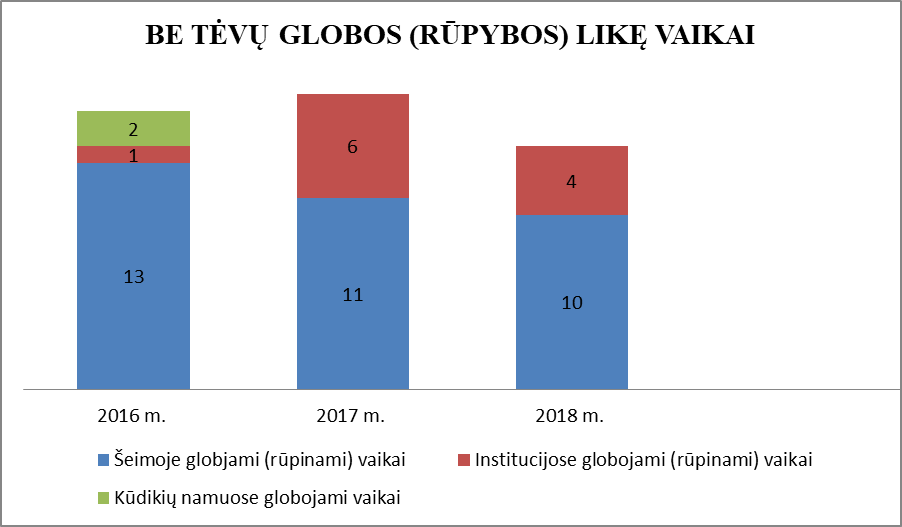 BE TĖVŲ GLOBOS (RŪPYBOS) LIKĘ VAIKAI
2
1
13
6
11
4
10
2016 m.
2017 m.
2018 m.
Šeimoje globjami (rūpinami) vaikai
Institucijose globojami (rūpinami) vaikai
Kūdikių namuose globojami vaikai